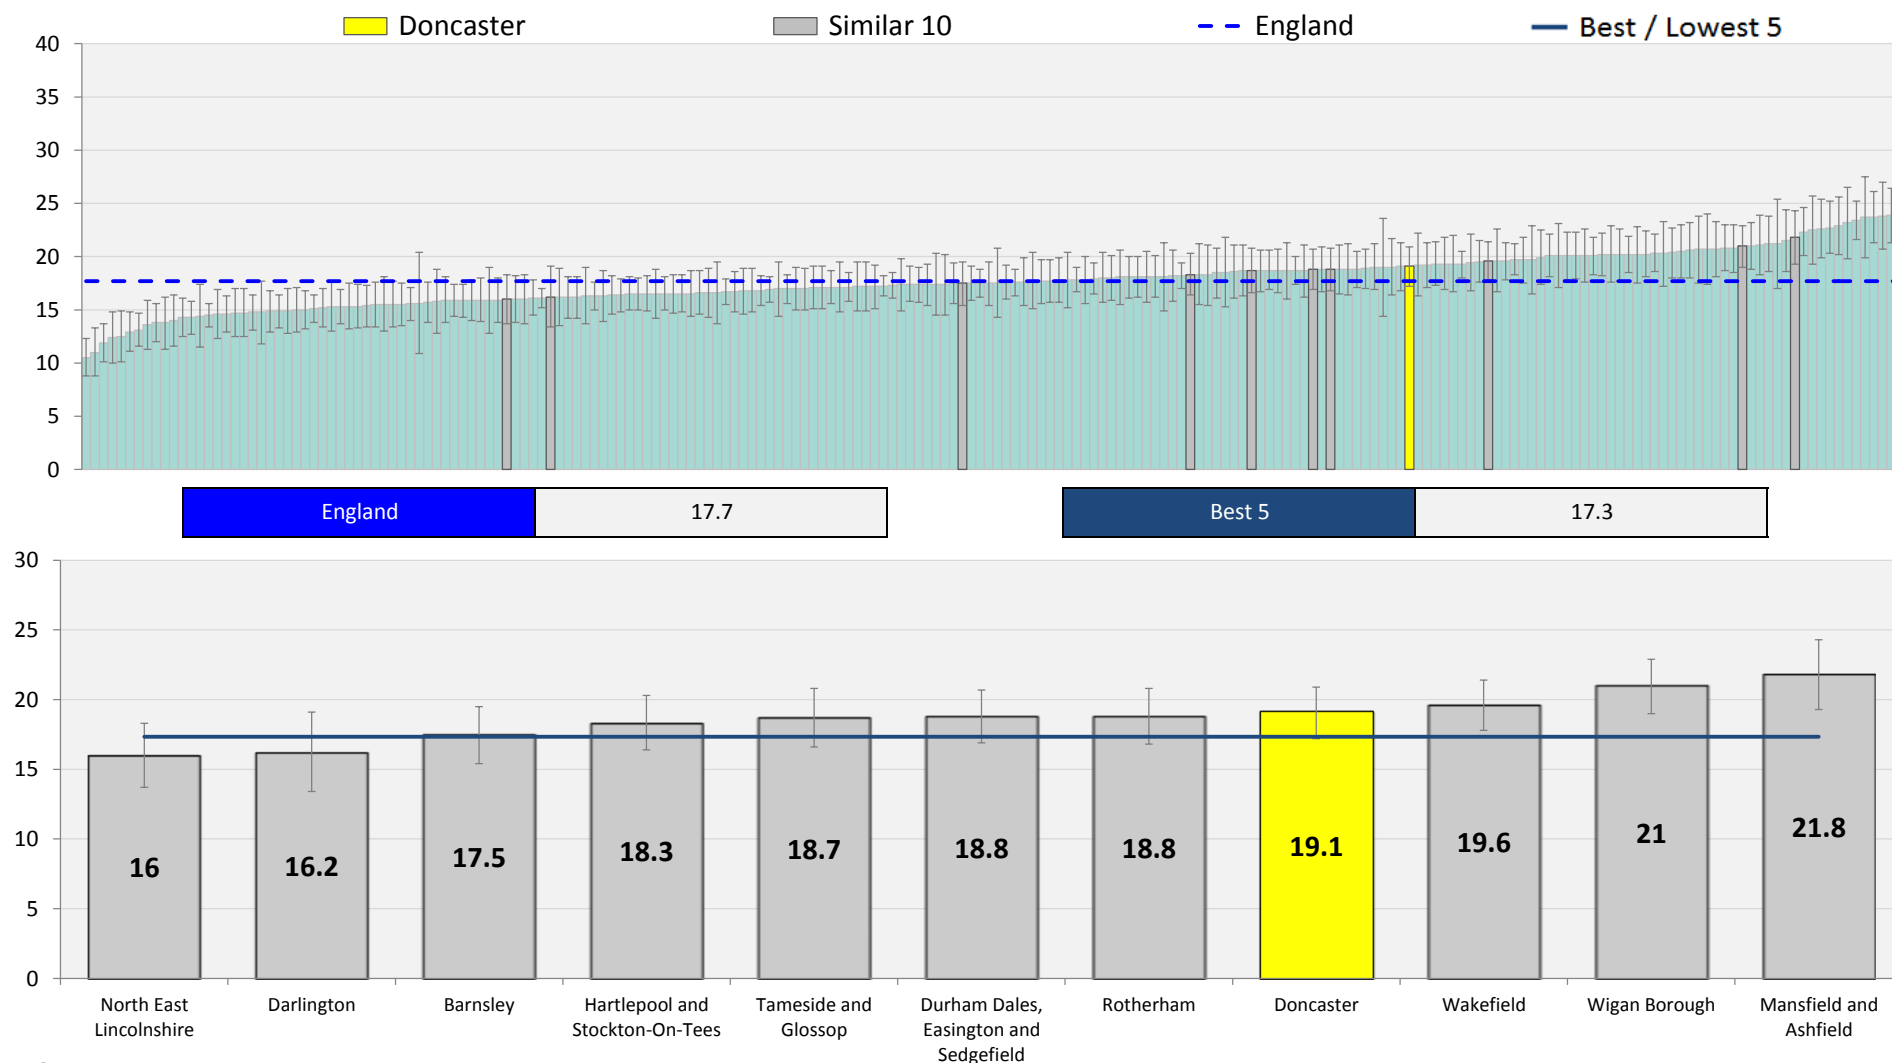 Doncaster Similar 10 England Best / Lowest 5
40
35
30
25
20
15
10
5
0
England 17.7 Best 5 17.3
30
25
20
15
10
5
0
16 16.2 17.5 18.3 18.7 18.8 18.8 19.1 19.6 21 21.8
North East
Lincolnshire
Darlington
Barnsley
Hartlepool and
Stockton-On-Tees
Tameside and
Glossop
Durham Dales,
Easington and
Sedgefield
Rotherham
Doncaster
Wakefield
Wigan Borough
Mansfield and
Ashfield